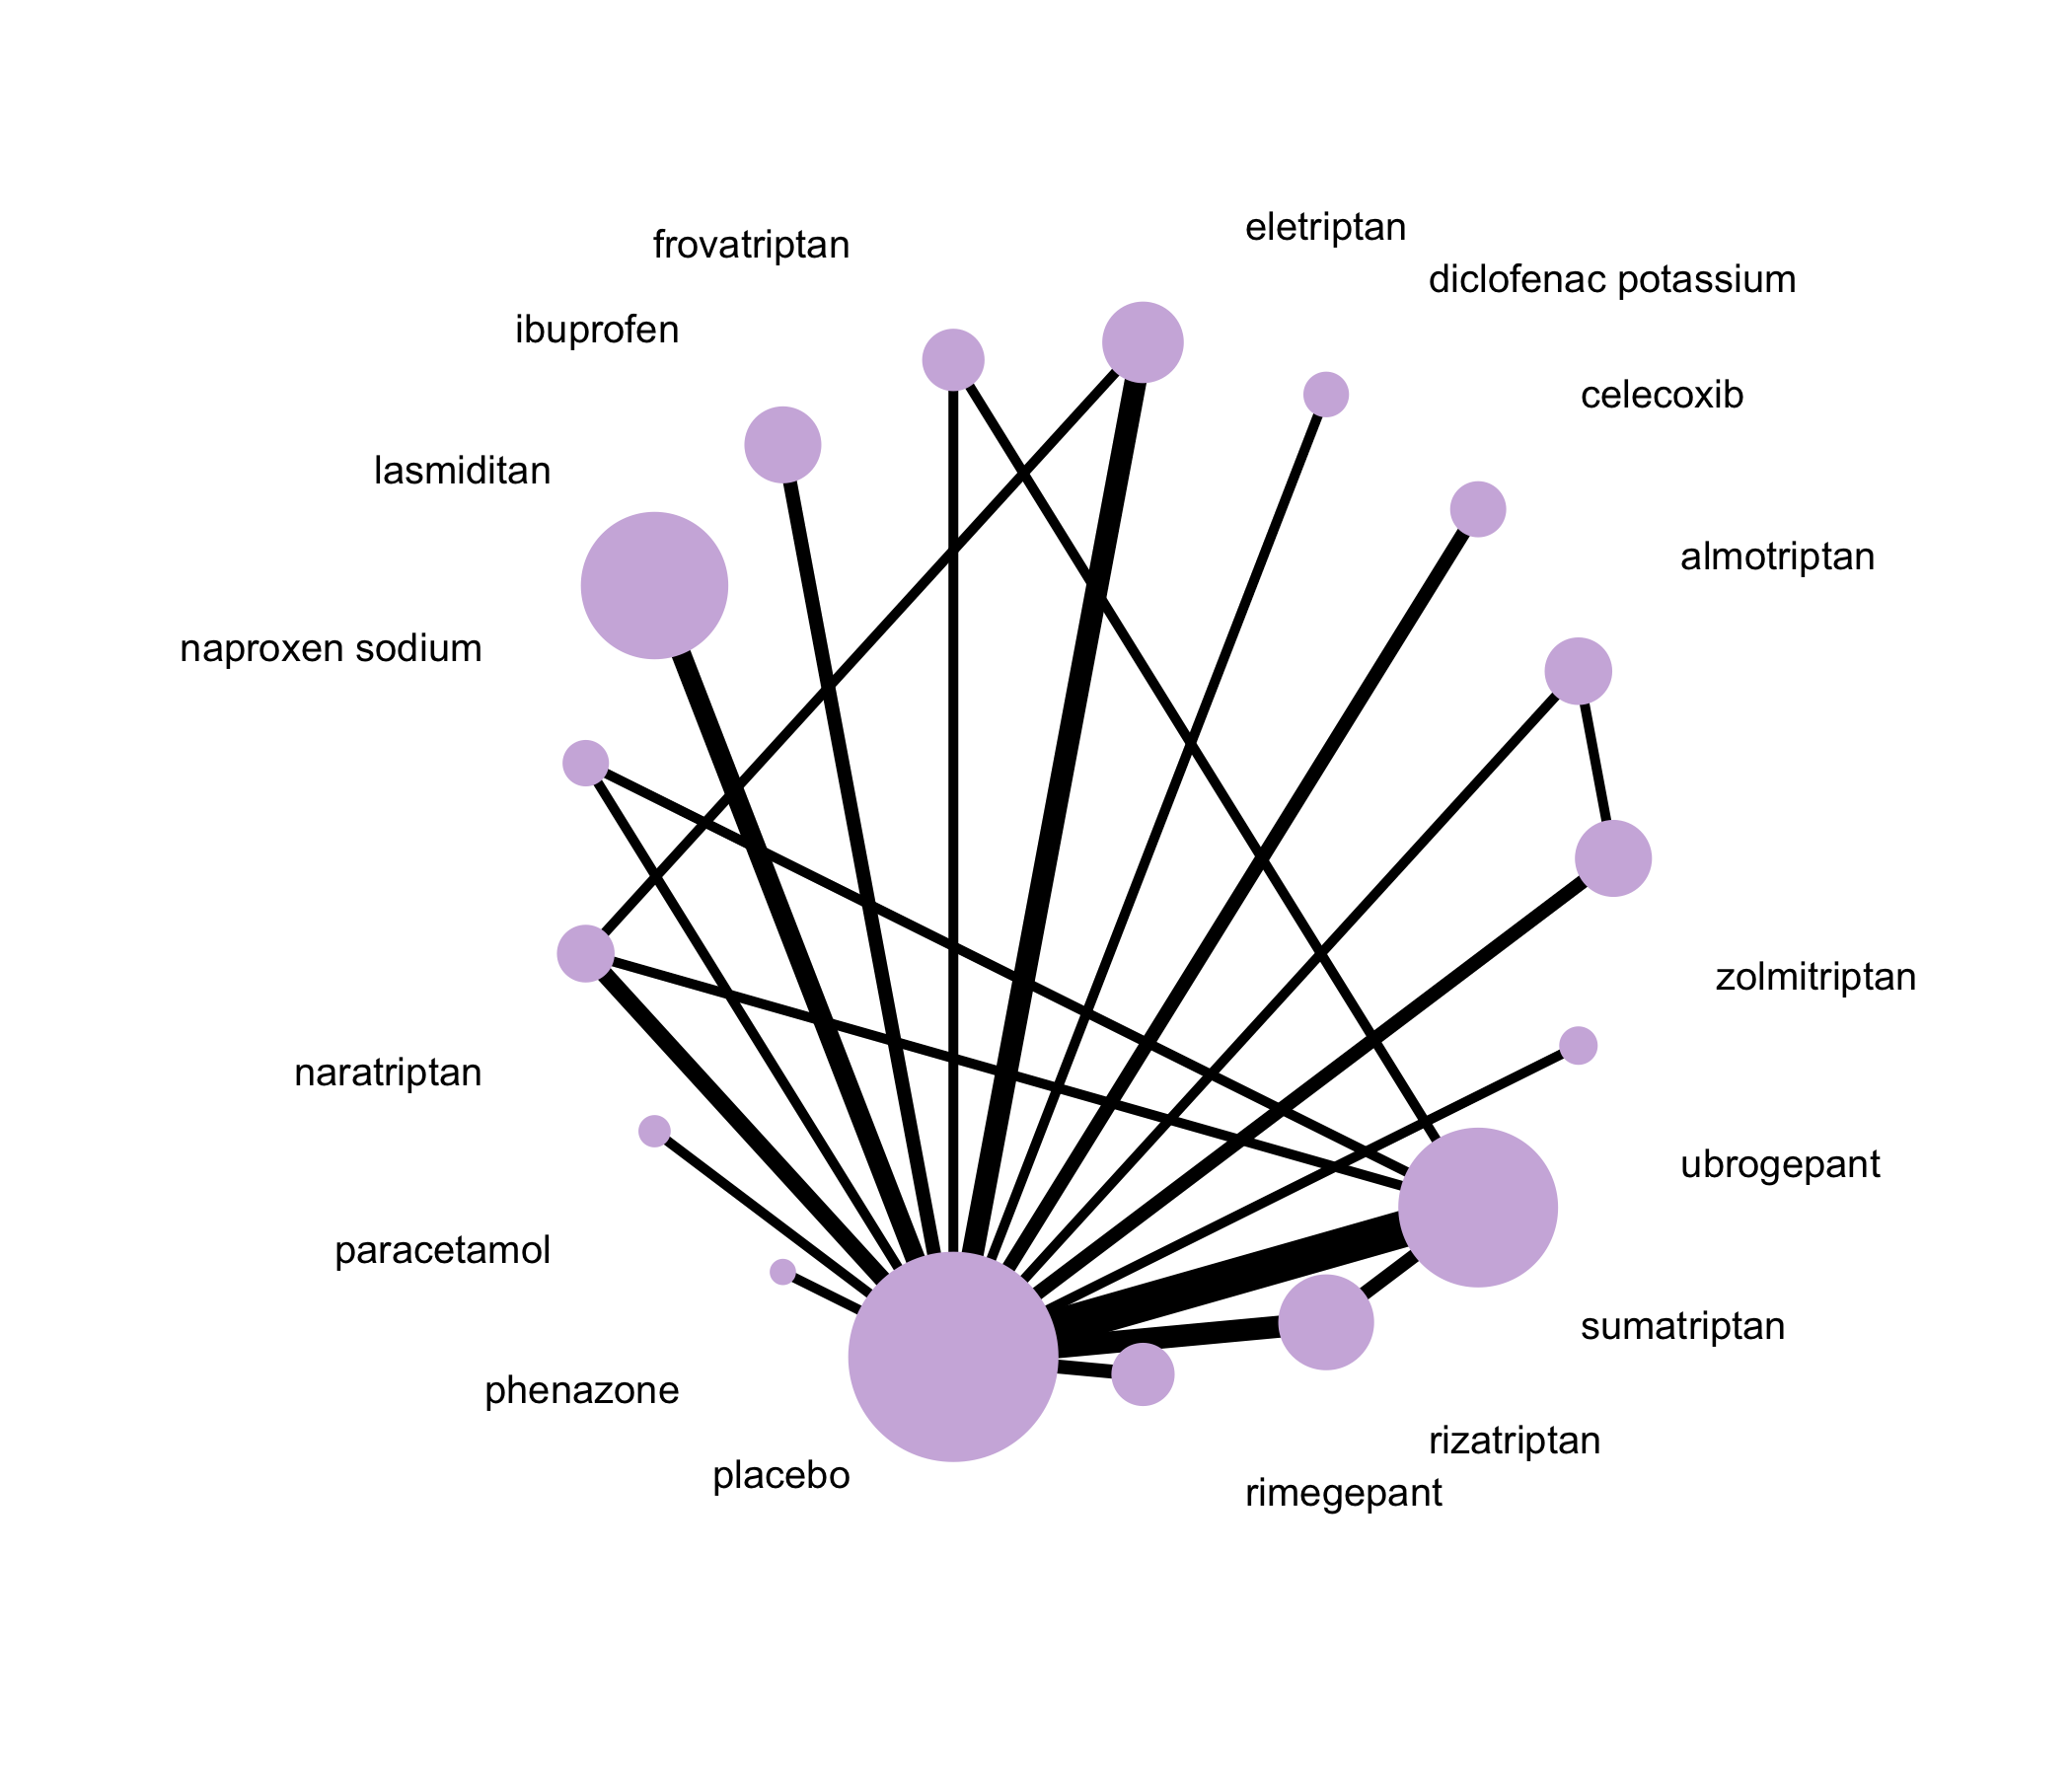 eletriptan
frovatriptan
diclofenac potassium
ibuprofen
celecoxib
lasmiditan
almotriptan
naproxen sodium
zolmitriptan
naratriptan
ubrogepant
paracetamol
sumatriptan
phenazone
rizatriptan
placebo
rimegepant